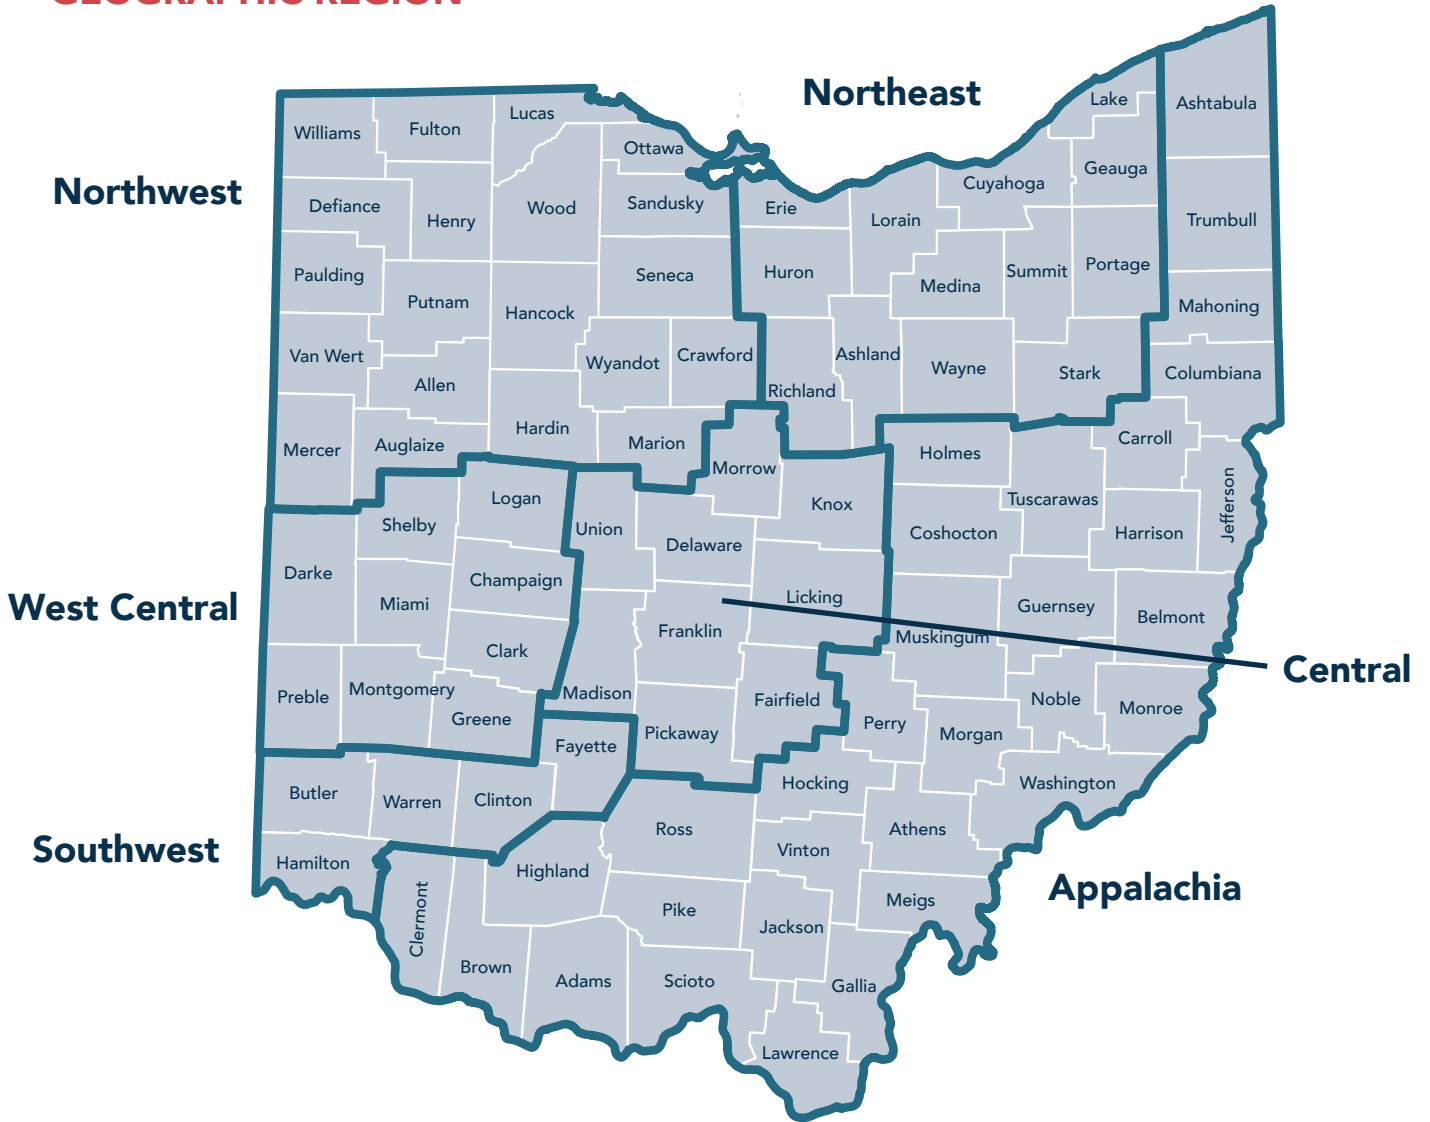 GEOGRAPHIC REGION
Northeast
Lake
Ashtabula
Williams
Fulton
Lucas
Ottawa
Geauga
Northwest
Defiance
Henry
Wood
Sandusky
Erie
Lorain
Cuyahoga
Trumbull
Paulding
Putnam
Hancock
Seneca
Huron
Medina
Summit
Portage
Mahoning
Van Wert
Allen
Wyandot
Crawford
Richland
Ashland
Wayne
Stark
Columbiana
Mercer
Auglaize
Hardin
Marion
Morrow
Holmes
Carroll
Shelby
Logan
Union
Knox
Tuscarawas
Jefferson
Delaware
Coshocton
Harrison
West Central
Darke
Miami
Champaign
Licking
Guernsey
Belmont
Clark
Franklin
Muskingum
Central
Preble
Montgomery
Greene
Madison
Fairfield
Noble
Monroe
Fayette
Pickaway
Perry
Morgan
Butler
Warren
Clinton
Hocking
Washington
Southwest
Hamilton
Ross
Athens
Highland
Vinton
Appalachia
Clermont
Pike
Jackson
Meigs
Brown
Adams
Scioto
Gallia
Lawrence